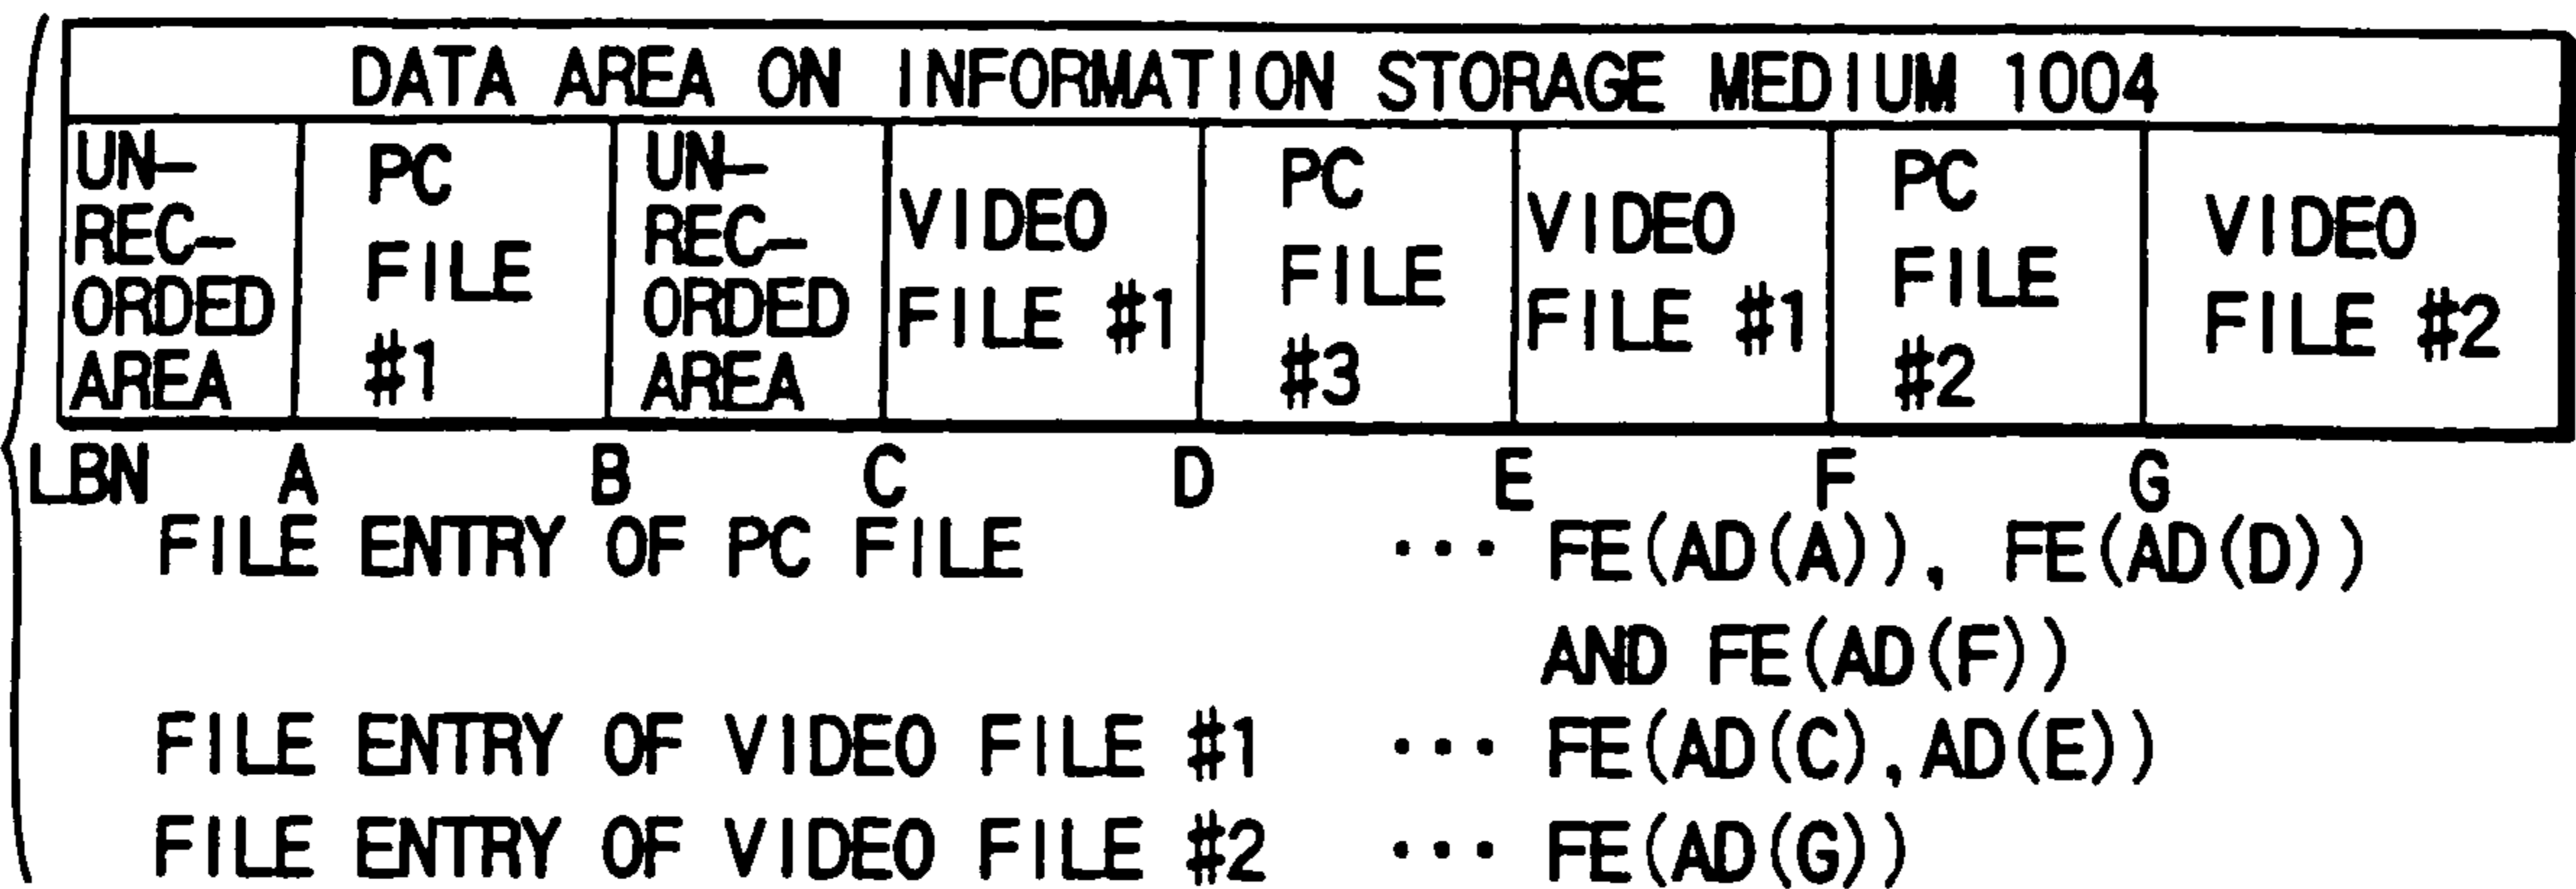 DATA AREA ON INFORMATION STORAGE MEDIUM 1004
UN-
REC-
ORDED
AREA
PC
FILE
#1
UN-
REC-
ORDED
AREA
VIDEO
FILE #1
PC
FILE
#3
VIDEO
FILE #1
PC
FILE
#2
VIDEO
FILE #2
LBN A B C D E F G
FILE ENTRY OF PC FILE ··· FE(AD(A)), FE(AD(D))
AND FE(AD(F))
FILE ENTRY OF VIDEO FILE #1 ··· FE(AD(C),AD(E))
FILE ENTRY OF VIDEO FILE #2 ··· FE(AD(G))